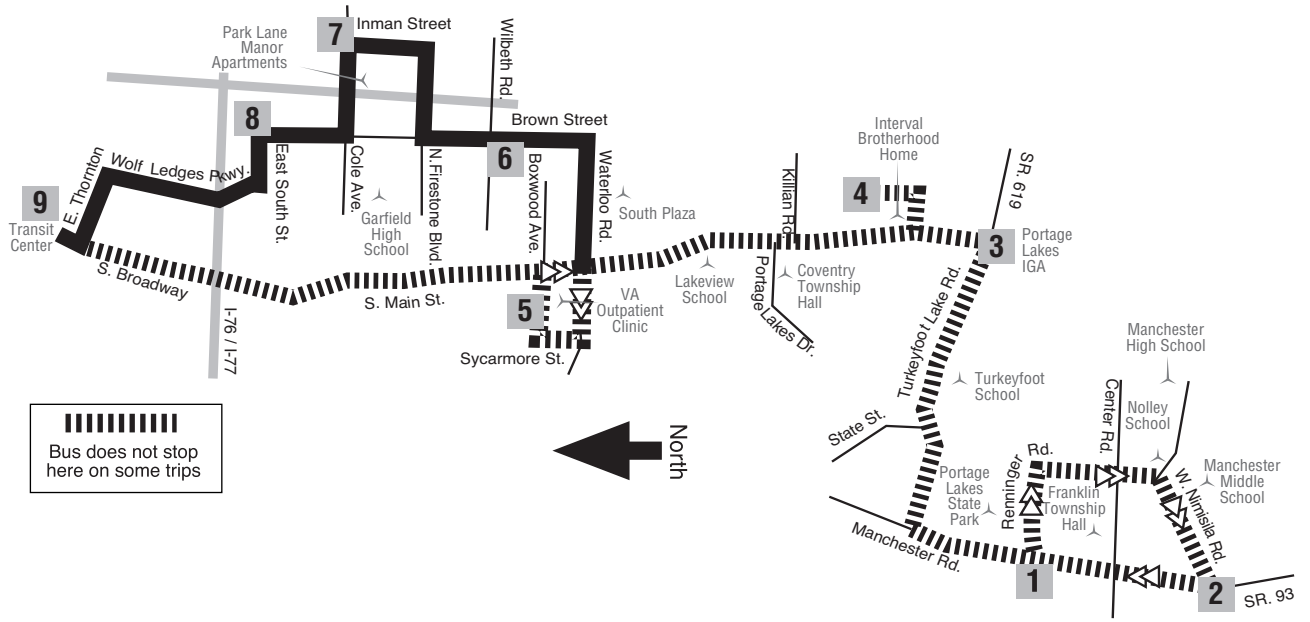 7
Inman Street
Park Lane
Manor
Apartments
Wilbeth Rd.
8
Brown Street
6
Wolf Ledges Pkwy.
East South St.
Cole Ave.
N.Firestone Blvd.
Boxwood Ave.
Waterloo Rd.
E. Thornton
9
Transit
Center
Garfield
High
School
South Plaza
S. Broadway
S. Main St.
I-76 / I-77
5
VA
Outpatient
Clinic
Sycarmore St.
Lakeview
School
Killian Rd.
Portage
Lakes Dr.
Coventry
Township
Hall
Interval
Brotherhood
Home
4
SR. 619
3
Portage
Lakes
IGA
Turkeyfoot Lake Rd.
Turkeyfoot
School
State St.
Manchester
High School
Center Rd.
Nolley
School
Renninger
Rd.
Portage
Lakes
State
Park
Franklin
Township
Hall
W. Nimisila Rd.
Manchester
Middle
School
Manchester Rd.
1
2
SR. 93
North
Bus does not stop
here on some trips